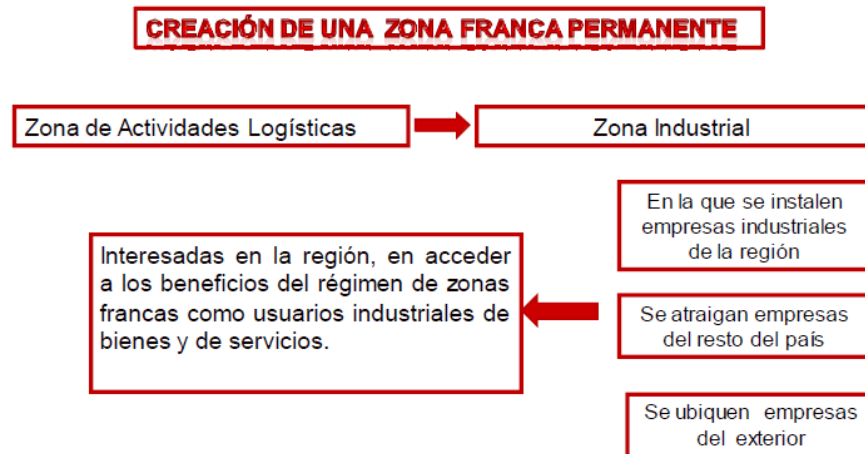 CREACIÓN DE UNA ZONA FRANCA PERMANENTE
Zona de Actividades Logísticas
Zona Industrial
En la que se instalen
empresas industriales
de la región
Interesadas en la región, en acceder
a los beneficios del régimen de zonas
francas como usuarios industriales de
bienes y de servicios.
Se atraigan empresas
del resto del país
Se ubiquen empresas
del exterior